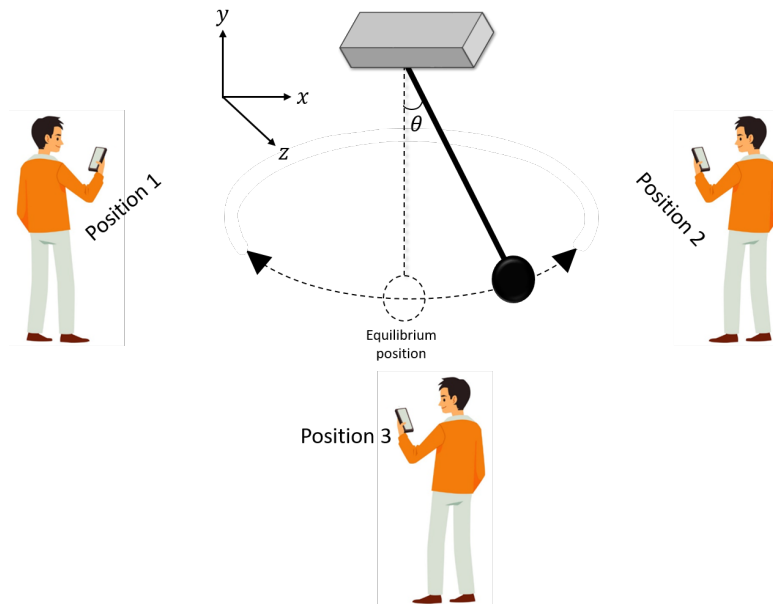 y
x
z
θ
Position 1
Position 2
Equilibrium
position
Position 3